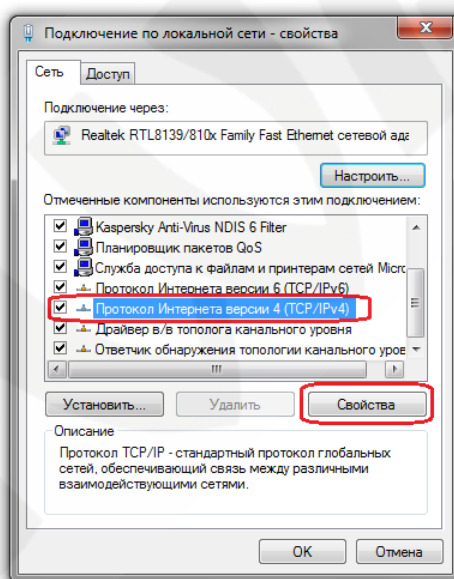 Подключение по локальной сети - свойства
Сеть Доступ
Подключение через:
Realtek RTL8139/810x Family Fast Ethernet сетевой ада
Настроить...
Отмеченные компоненты используются этим подключением:
Kaspersky Anti-Virus NDIS 6 Filter
Планировщик пакетов QoS
Служба доступа к файлам и принтерам сетей Micro
Протокол Интернета версии 6 (TCP/IPv6)
Протокол Интернета версии 4 (TCP/IPv4)
Драйвер в/в тополога канального уровня
Ответчик обнаружения топологии канального уров
Установить... Удалить Свойства
Описание
Протокол TCP/IP - стандартный протокол глобальных
сетей, обеспечивающий связь между различными
взаимодействующими сетями.
OK Отмена